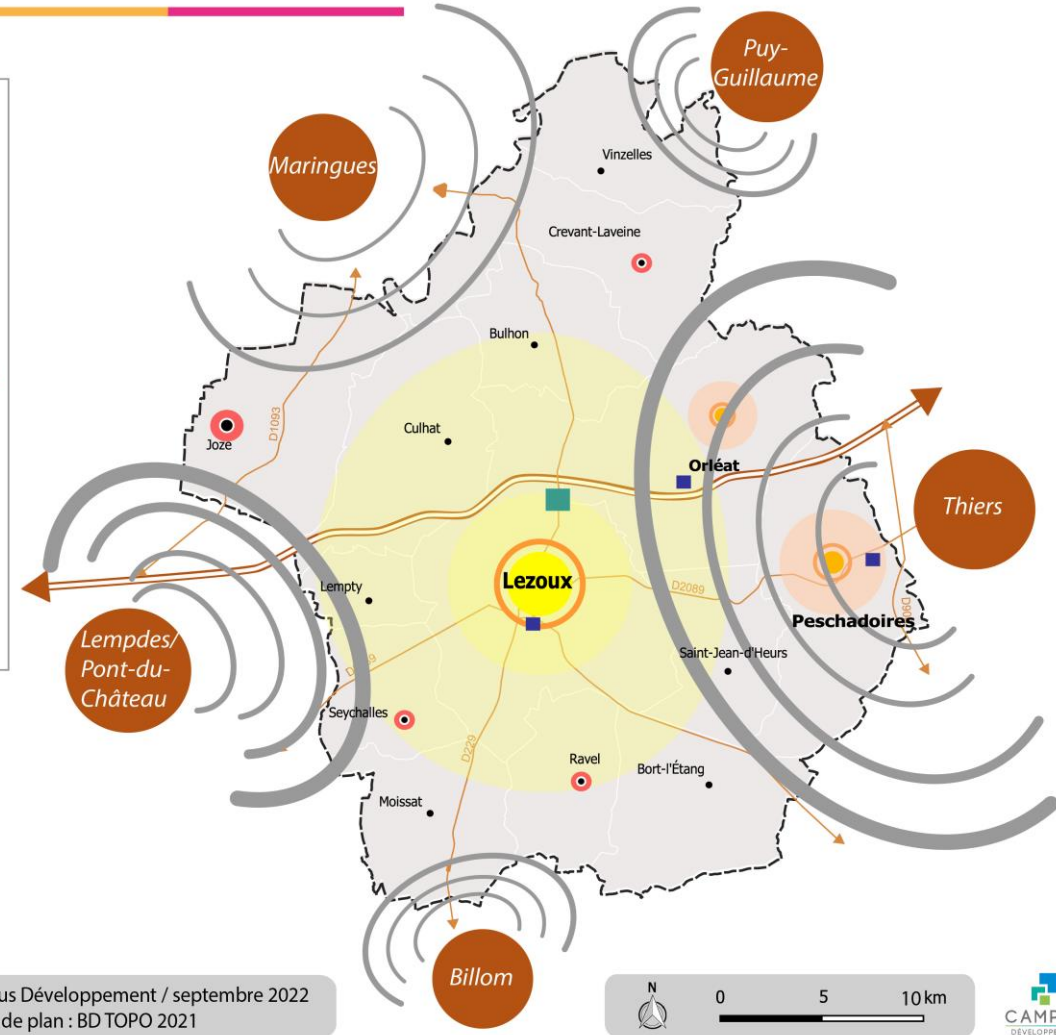 Puy-
Guillaume
Maringues
Vinzelles
Crevant-Laveine
Bulhon
D1093
Culhat
Joze
Orléat
Thiers
Lezoux
Lempty
D2089
Peschadoires
Lempdes/
Pont-du-
Château
Saint-Jean-d'Heurs
Seychalles
D229
Ravel
Bort-l'Étang
Moissat
Billom
Développement / septembre 2022
de plan : BD TOPO 2021
N
0 5 10 km